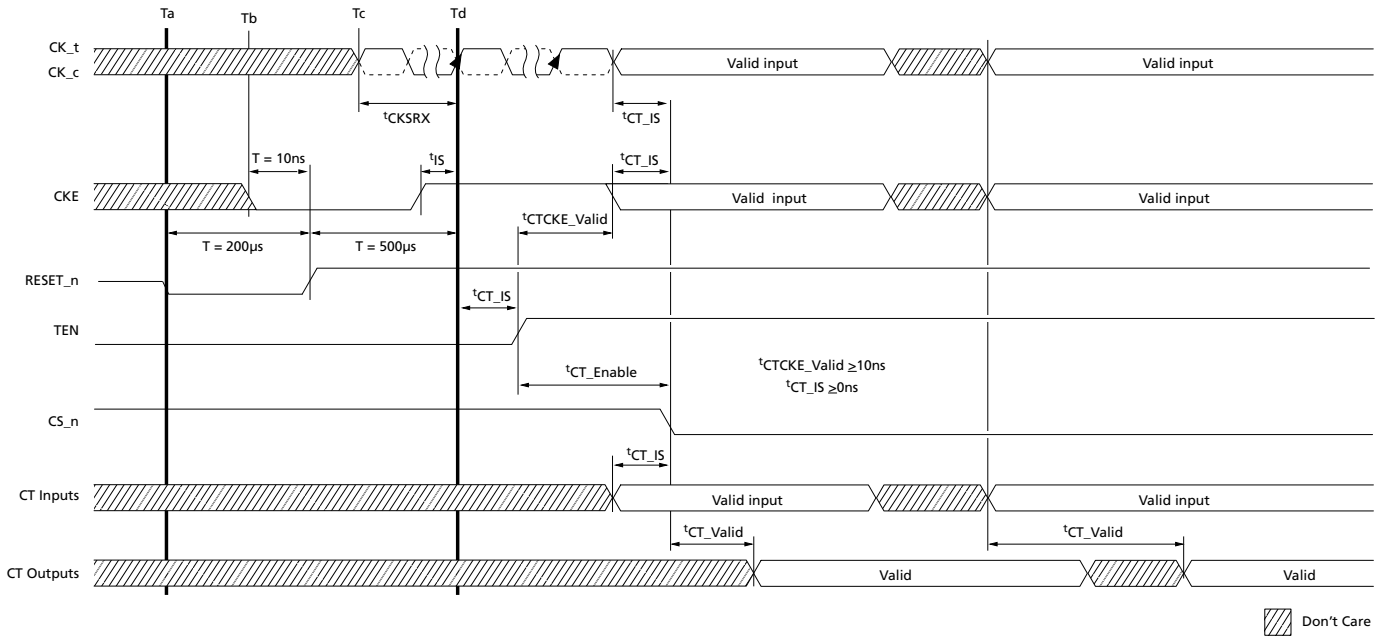 Ta Tb Tc Td
CK_t
CK_c
Valid input Valid input
tCKSRX tCT_IS
T = 10ns tIS tCT_IS
CKE Valid input Valid input
tCTCKE_Valid
T = 200µs T = 500µs
RESET_n
tCT_IS
TEN
tCTCKE_Valid ≥10ns
tCT_Enable
tCT_IS ≥0ns
CS_n
tCT_IS
CT Inputs Valid input Valid input
tCT_Valid tCT_Valid
CT Outputs Valid Valid
Don't Care